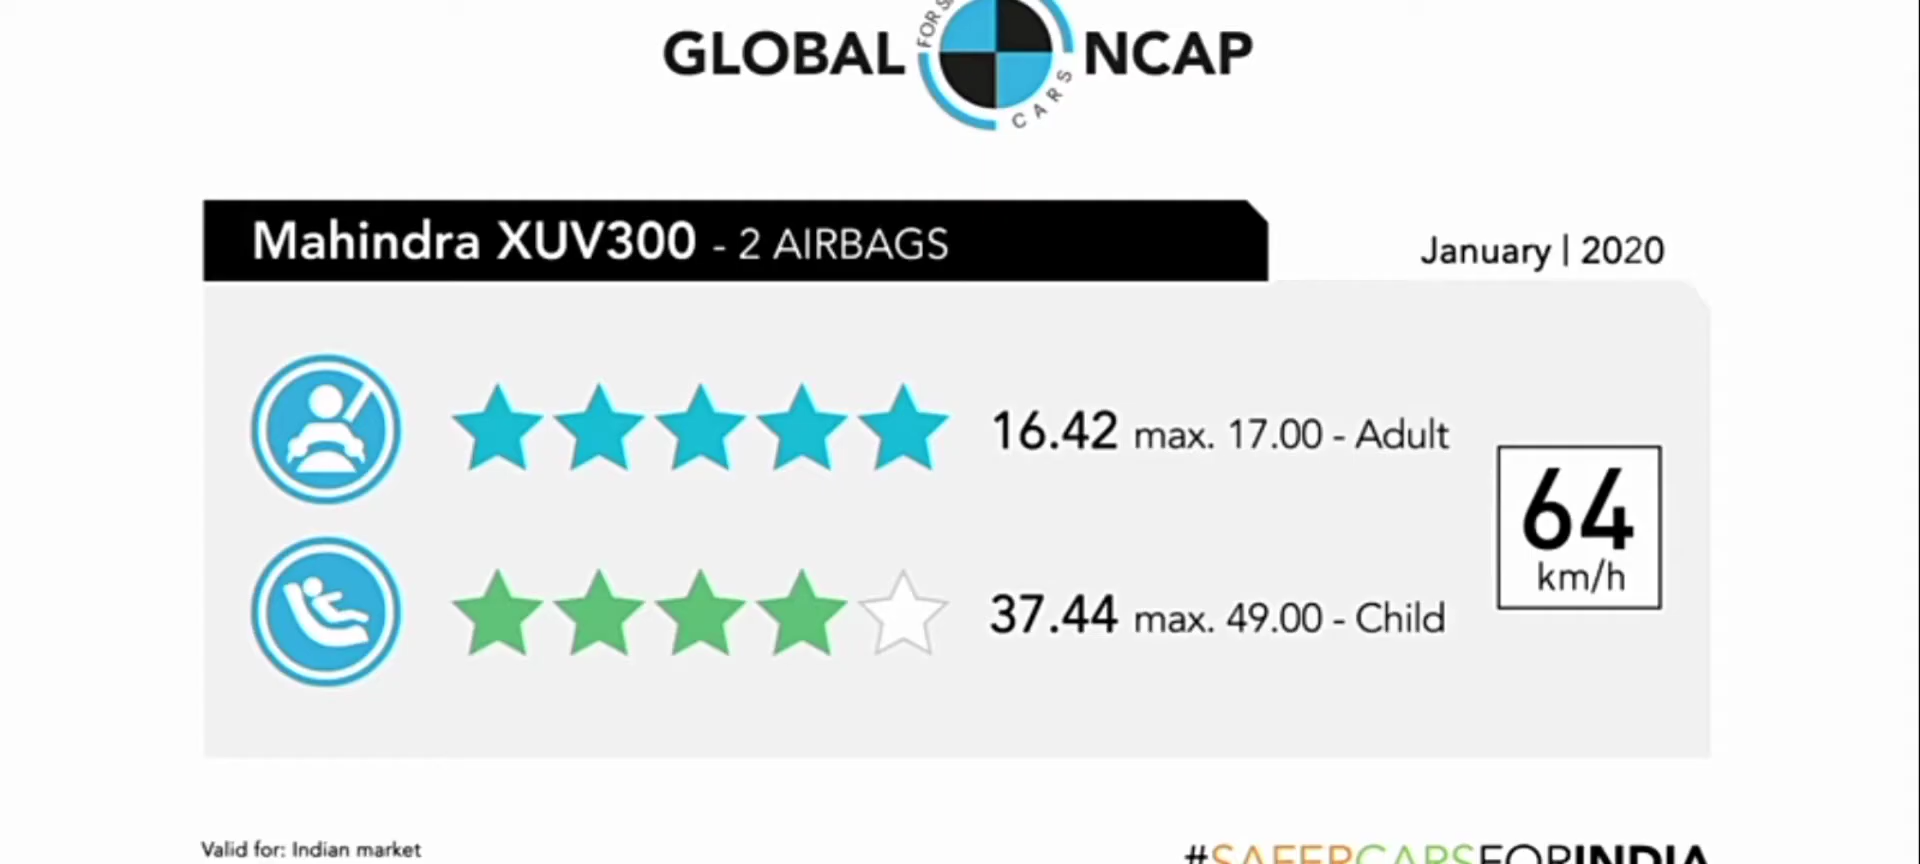 GLOBAL NCAP
FOR S
CARS
Mahindra XUV300 - 2 AIRBAGS
January | 2020
16.42 max. 17.00 - Adult
64
km/h
37.44 max. 49.00 - Child
Valid for: Indian market
#SAFERCARSFORINDIA